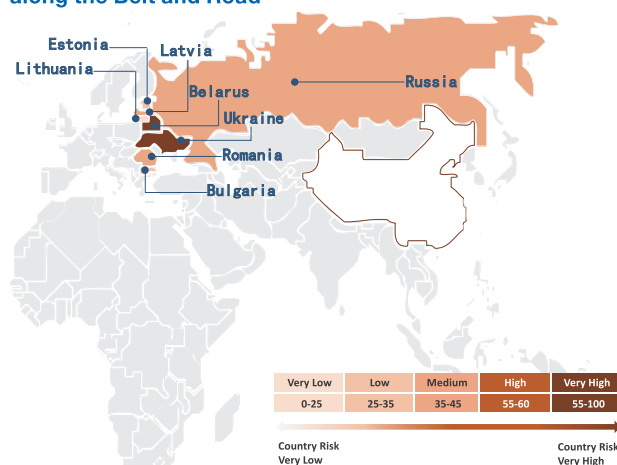 along the Belt and Road
Estonia
Latvia
Lithuania
Belarus
Russia
Ukraine
Romania
Bulgaria
Very Low Low Medium High Very High
0-25 25-35 35-45 55-60 55-100
Country Risk Country Risk
Very Low Very High